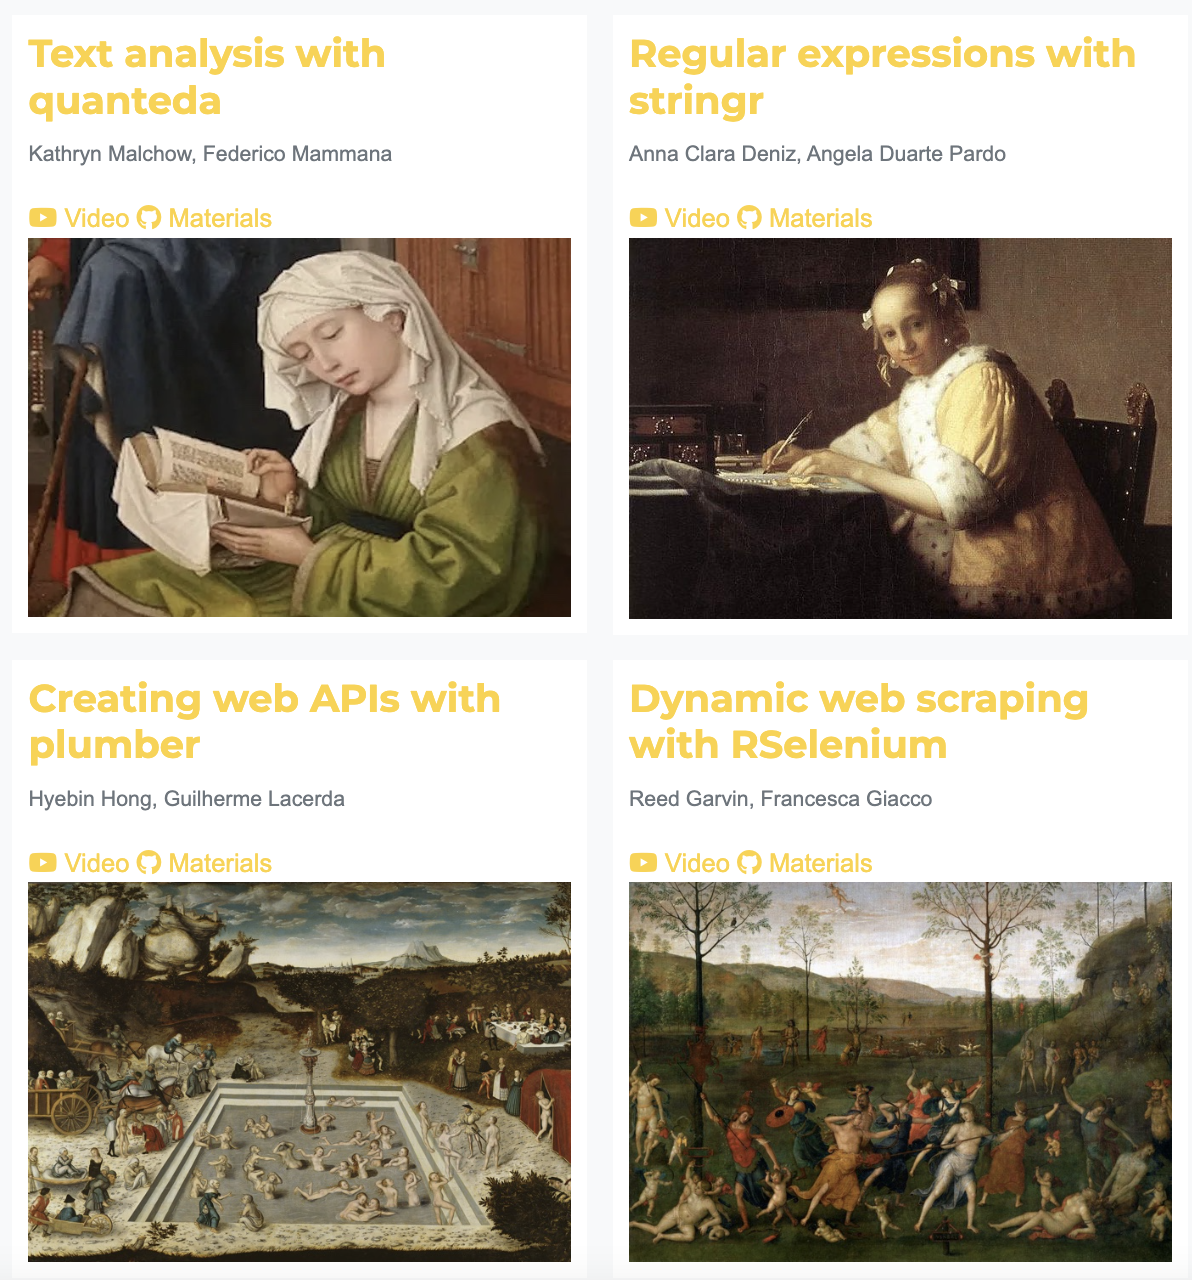 Text analysis with
quanteda
Kathryn Malchow, Federico Mammana
Video Materials
Regular expressions with
stringr
Anna Clara Deniz, Angela Duarte Pardo
Video Materials
Creating web APIs with
plumber
Hyebin Hong, Guilherme Lacerda
Video Materials
Dynamic web scraping
with RSelenium
Reed Garvin, Francesca Giacco
Video Materials